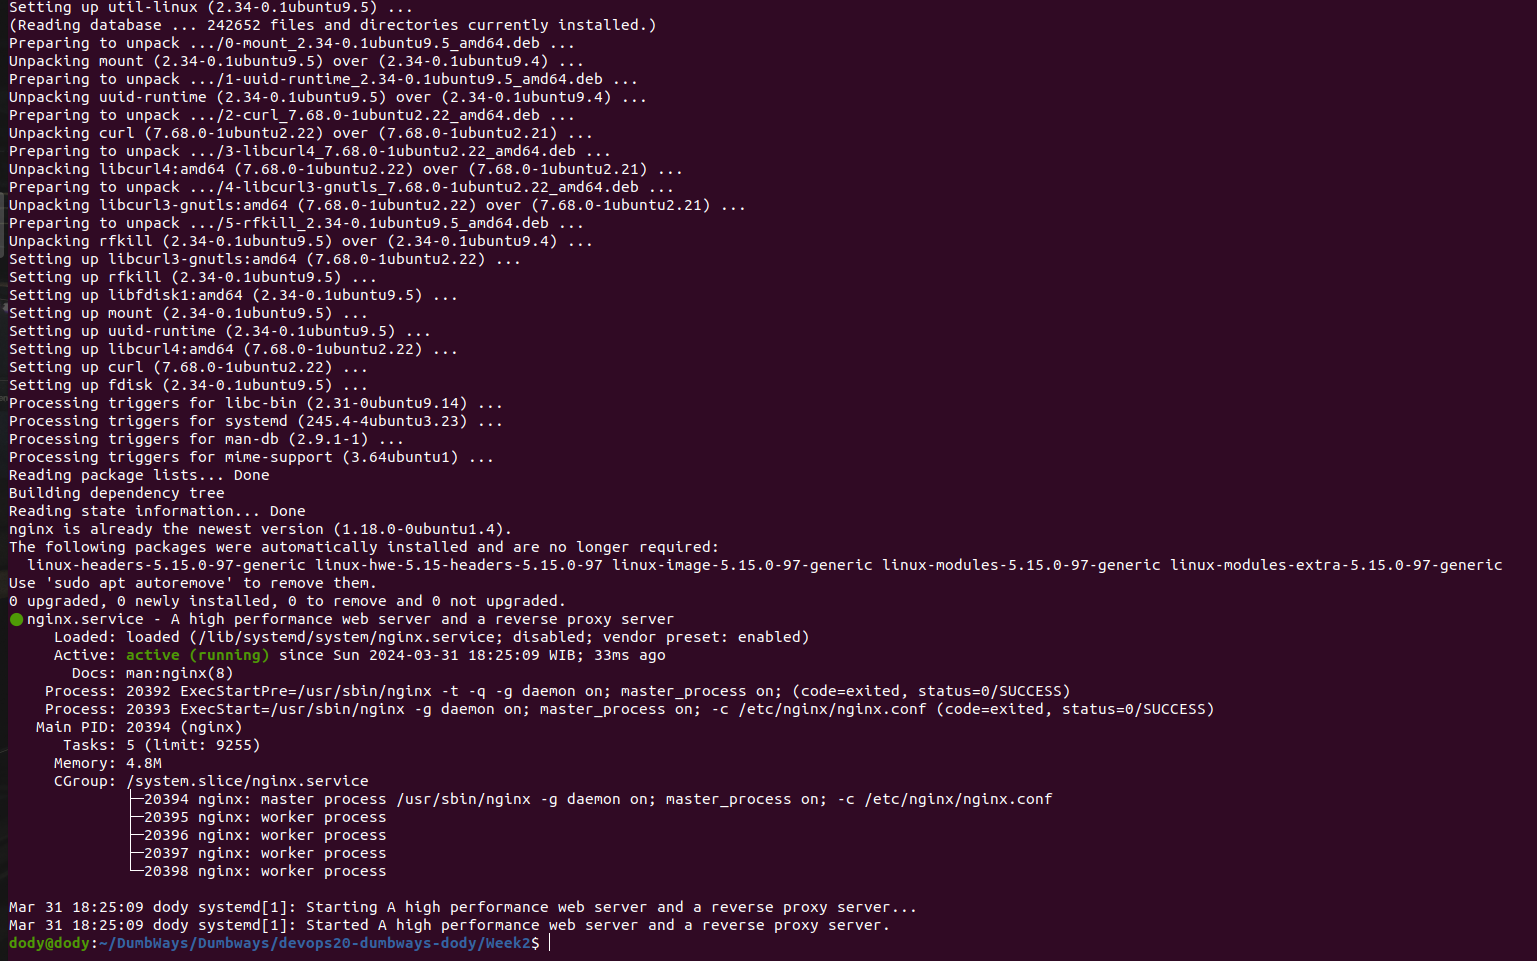 Setting up util-linux (2.34-0.1ubuntu9.5) ...
(Reading database ... 242652 files and directories currently installed.)
Preparing to unpack .../0-mount_2.34-0.1ubuntu9.5_amd64.deb ...
Unpacking mount (2.34-0.1ubuntu9.5) over (2.34-0.1ubuntu9.4) ...
Preparing to unpack .../1-uuid-runtime_2.34-0.1ubuntu9.5_amd64.deb ...
Unpacking uuid-runtime (2.34-0.1ubuntu9.5) over (2.34-0.1ubuntu9.4) ...
Preparing to unpack .../2-curl_7.68.0-1ubuntu2.22_amd64.deb ...
Unpacking curl (7.68.0-1ubuntu2.22) over (7.68.0-1ubuntu2.21) ...
Preparing to unpack .../3-libcurl4_7.68.0-1ubuntu2.22_amd64.deb ...
Unpacking libcurl4:amd64 (7.68.0-1ubuntu2.22) over (7.68.0-1ubuntu2.21) ...
Preparing to unpack .../4-libcurl3-gnutls_7.68.0-1ubuntu2.22_amd64.deb ...
Unpacking libcurl3-gnutls:amd64 (7.68.0-1ubuntu2.22) over (7.68.0-1ubuntu2.21) ...
Preparing to unpack .../5-rfkill_2.34-0.1ubuntu9.5_amd64.deb ...
Unpacking rfkill (2.34-0.1ubuntu9.5) over (2.34-0.1ubuntu9.4) ...
Setting up libcurl3-gnutls:amd64 (7.68.0-1ubuntu2.22) ...
Setting up rfkill (2.34-0.1ubuntu9.5) ...
Setting up libfdisk1:amd64 (2.34-0.1ubuntu9.5) ...
Setting up mount (2.34-0.1ubuntu9.5) ...
Setting up uuid-runtime (2.34-0.1ubuntu9.5) ...
Setting up libcurl4:amd64 (7.68.0-1ubuntu2.22) ...
Setting up curl (7.68.0-1ubuntu2.22) ...
Setting up fdisk (2.34-0.1ubuntu9.5) ...
Processing triggers for libc-bin (2.31-0ubuntu9.14) ...
Processing triggers for systemd (245.4-4ubuntu3.23) ...
Processing triggers for man-db (2.9.1-1) ...
Processing triggers for mime-support (3.64ubuntu1) ...
Reading package lists... Done
Building dependency tree
Reading state information... Done
nginx is already the newest version (1.18.0-0ubuntu1.4).
The following packages were automatically installed and are no longer required:
  linux-headers-5.15.0-97-generic linux-hwe-5.15-headers-5.15.0-97 linux-image-5.15.0-97-generic linux-modules-5.15.0-97-generic linux-modules-extra-5.15.0-97-generic
Use 'sudo apt autoremove' to remove them.
0 upgraded, 0 newly installed, 0 to remove and 0 not upgraded.
● nginx.service - A high performance web server and a reverse proxy server
     Loaded: loaded (/lib/systemd/system/nginx.service; disabled; vendor preset: enabled)
     Active: active (running) since Sun 2024-03-31 18:25:09 WIB; 33ms ago
       Docs: man:nginx(8)
    Process: 20392 ExecStartPre=/usr/sbin/nginx -t -q -g daemon on; master_process on; (code=exited, status=0/SUCCESS)
    Process: 20393 ExecStart=/usr/sbin/nginx -g daemon on; master_process on; -c /etc/nginx/nginx.conf (code=exited, status=0/SUCCESS)
   Main PID: 20394 (nginx)
      Tasks: 5 (limit: 9255)
     Memory: 4.8M
     CGroup: /system.slice/nginx.service
             ├─20394 nginx: master process /usr/sbin/nginx -g daemon on; master_process on; -c /etc/nginx/nginx.conf
             ├─20395 nginx: worker process
             ├─20396 nginx: worker process
             ├─20397 nginx: worker process
             └─20398 nginx: worker process
Mar 31 18:25:09 dody systemd[1]: Starting A high performance web server and a reverse proxy server...
Mar 31 18:25:09 dody systemd[1]: Started A high performance web server and a reverse proxy server.
dody@dody:~/DumbWays/Dumbways/devops20-dumbways-dody/Week2$